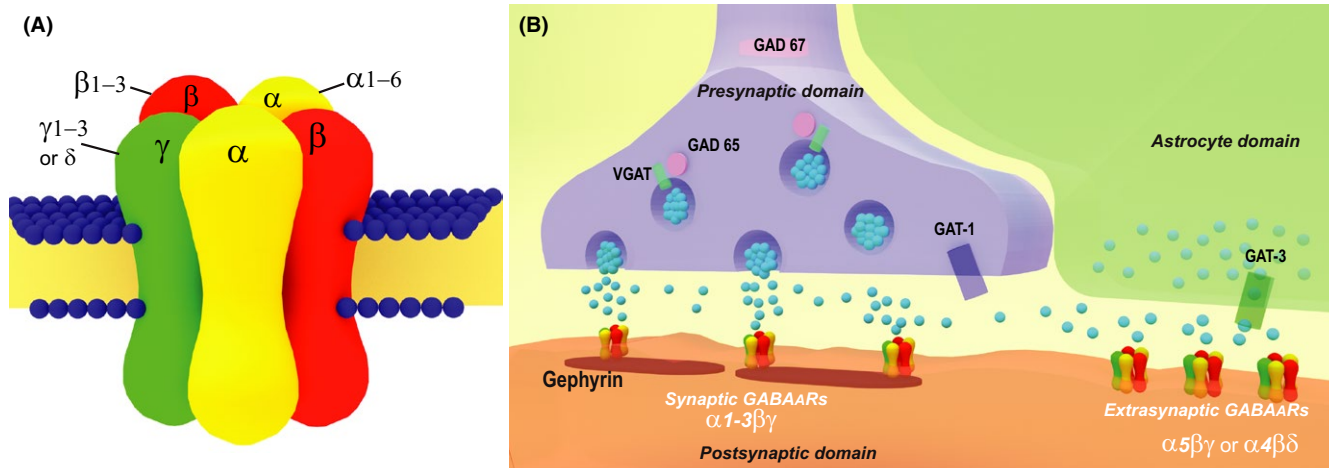 (A)
β1–3
α1–6
β
α
γ1–3
or δ
γ
α
β
(B)
GAD 67
Presynaptic domain
GAD 65
VGAT
Astrocyte domain
GAT-1
GAT-3
Gephyrin
Synaptic GABAARs
α1-3βγ
Extrasynaptic GABAARs
α5βγ or α4βδ
Postsynaptic domain